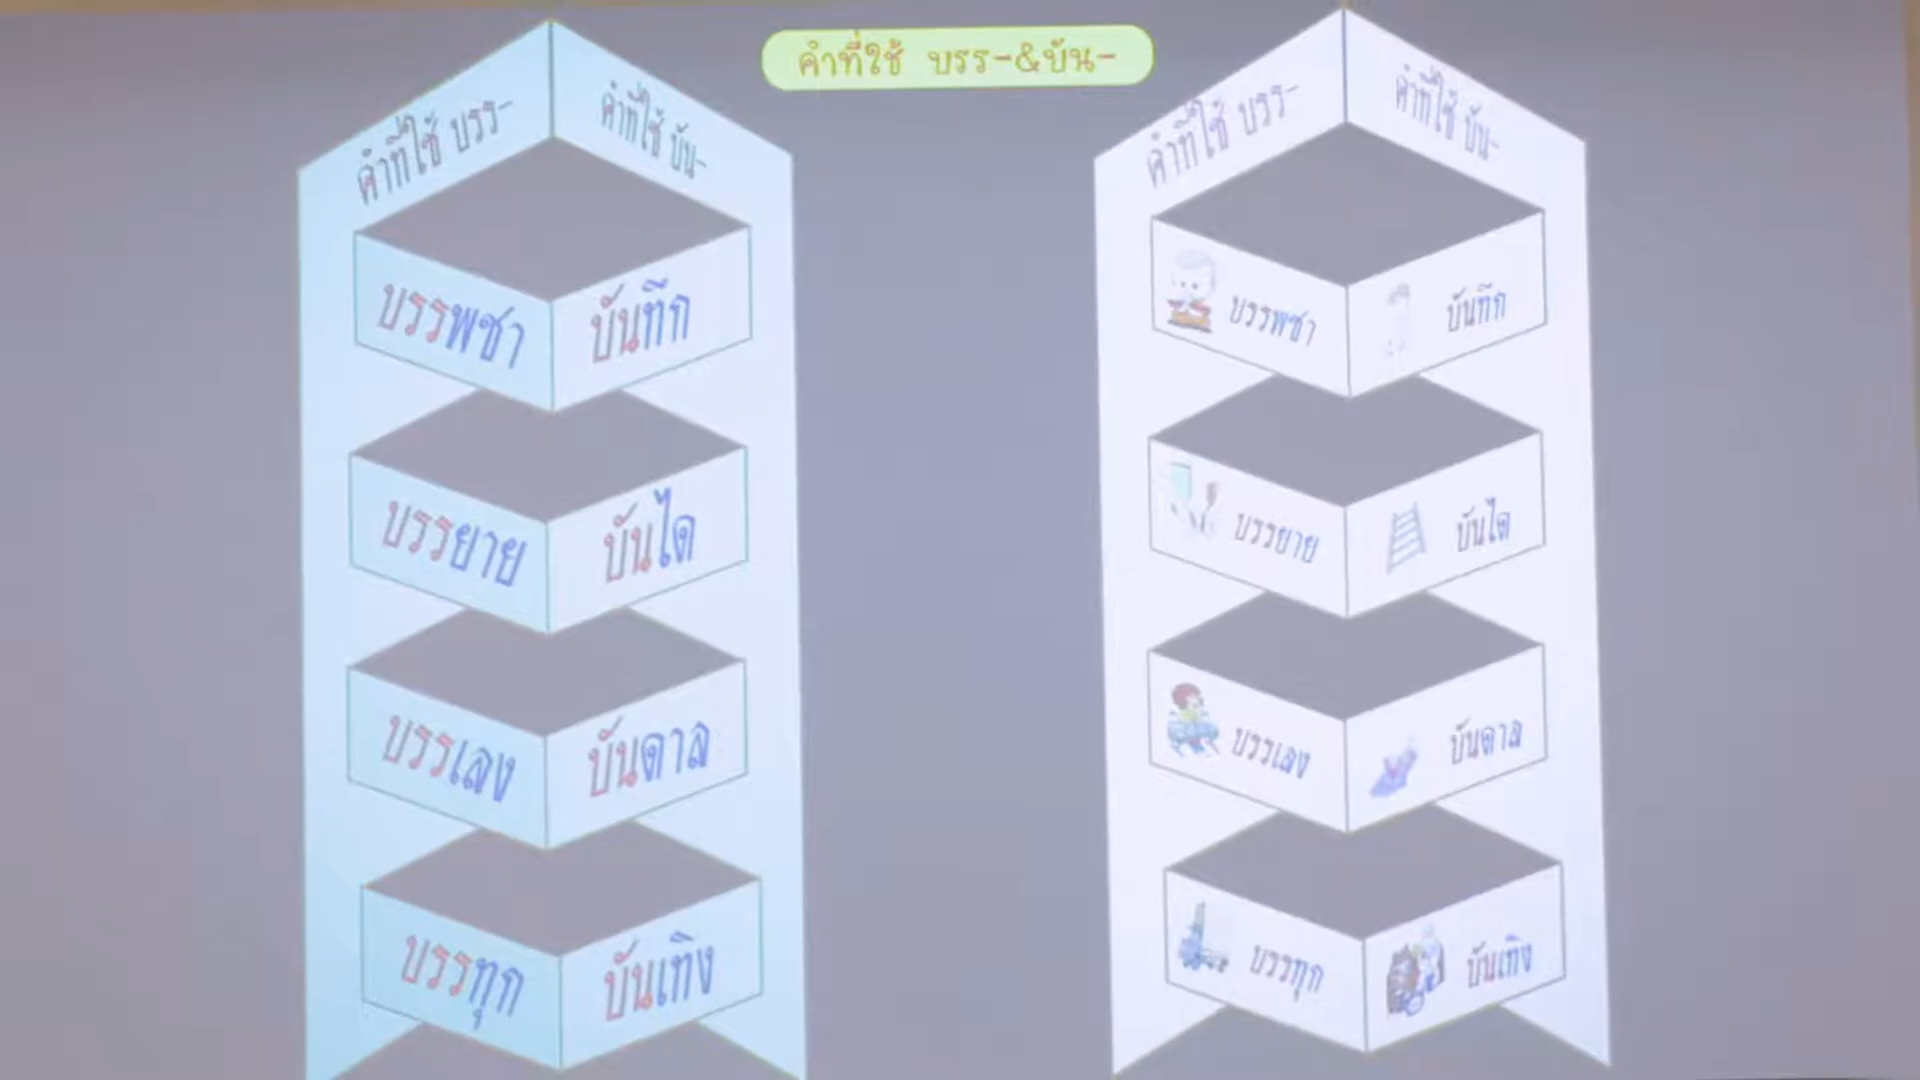 คำที่ใช้ บรร-&บัน-
คำที่ใช้ บรร-
คำที่ใช้ บัน-
บรรพชา
บันทึก
บรรยาย
บันได
บรรเลง
บันดาล
บรรทุก
บันเทิง
คำที่ใช้ บรร-
คำที่ใช้ บัน-
บรรพชา
บันทึก
บรรยาย
บันได
บรรเลง
บันดาล
บรรทุก
บันเทิง